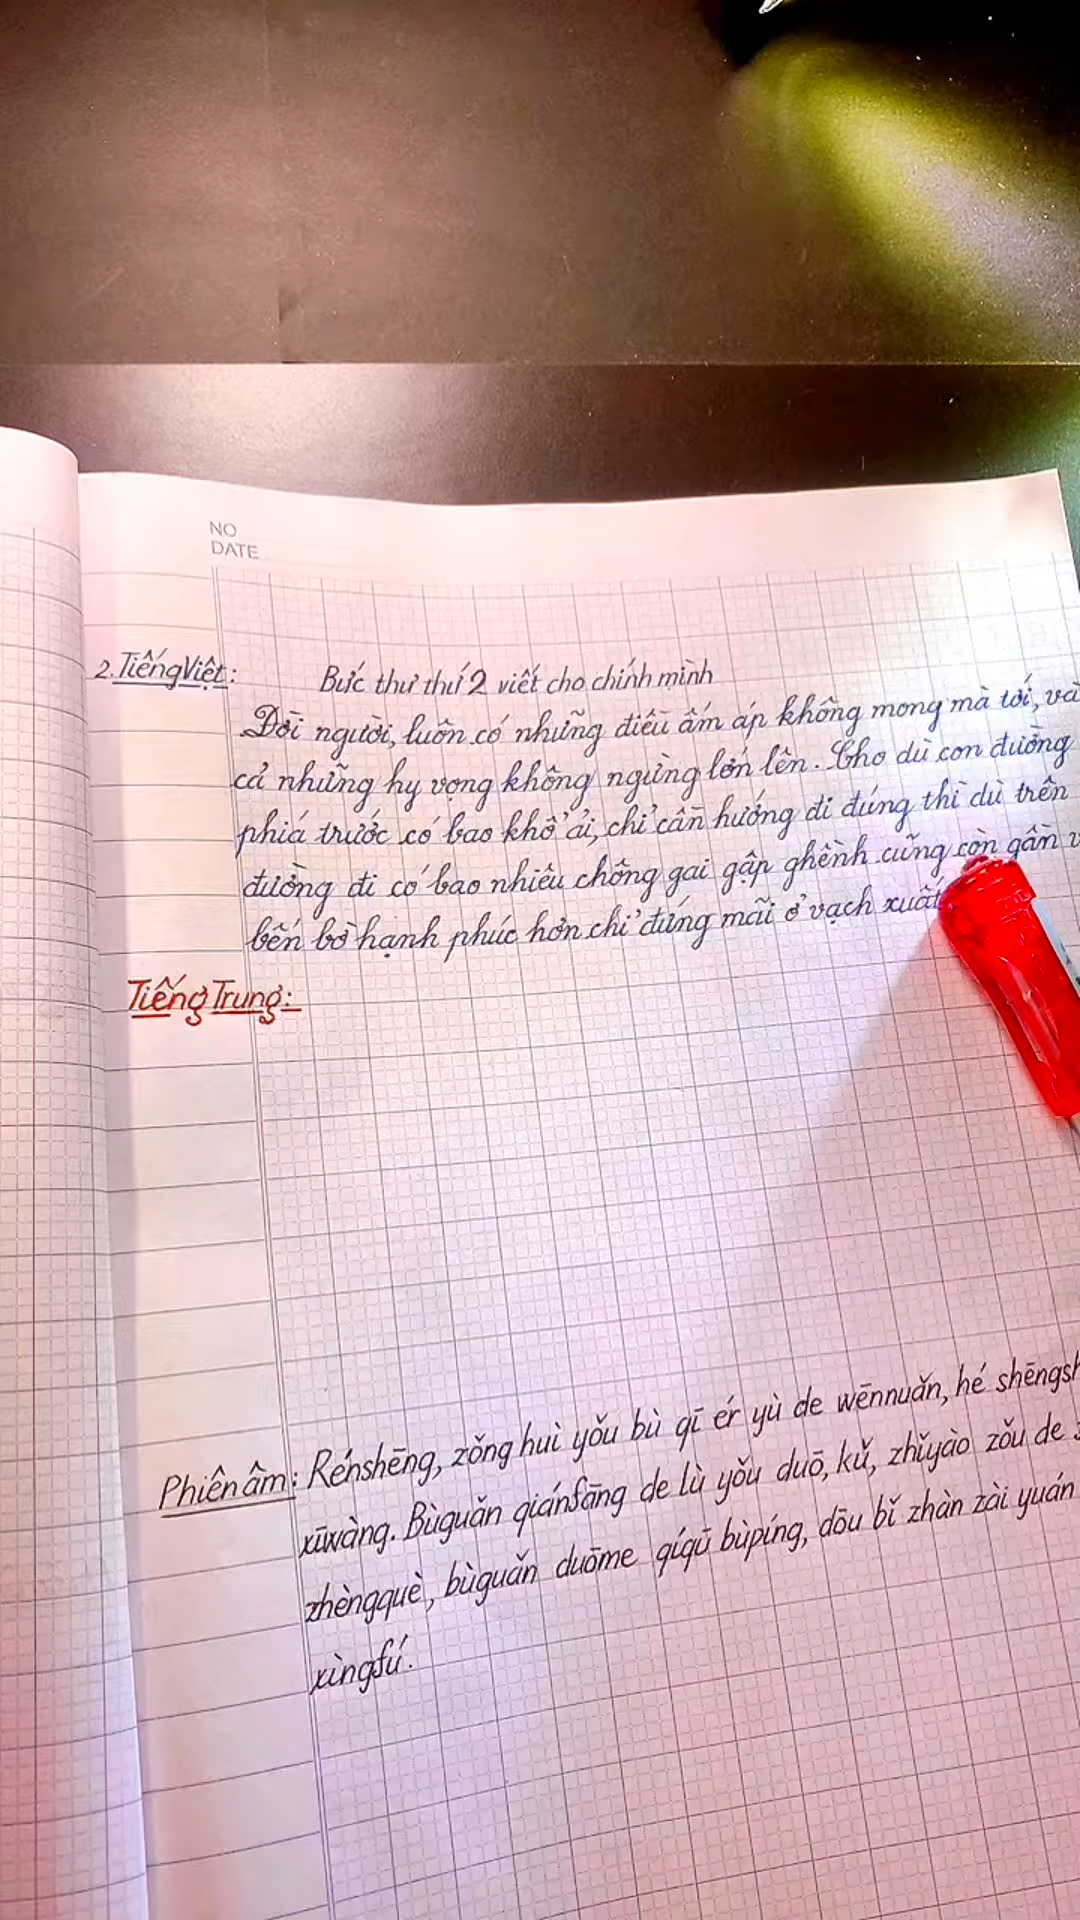 NO
DATE
2. Tiếng Việt:
Bức thư thứ 2 viết cho chính mình
Đời người, luôn có những điều ấm áp không mong mà tới, và
cả những hy vọng không ngừng lớn lên. Cho dù con đường
phía trước có bao khổ ải, chỉ cần hướng đi đúng thì dù trên
đường đi có bao nhiêu chông gai gập ghềnh cũng còn gần
bến bờ hạnh phúc hơn chỉ đứng mãi ở vạch xuất
Tiếng Trung:
Phiên âm: Rénshēng, zǒng huì yǒu bù qī ér yù de wēnnuǎn, hé
xīwàng. Bùguǎn qiánfāng de lù yǒu duō, kǔ, zhǐyào zǒu de
zhèngquè, bùguǎn duōme qíqū bùpíng, dōu bǐ zhàn zài yuán
xìngfú.